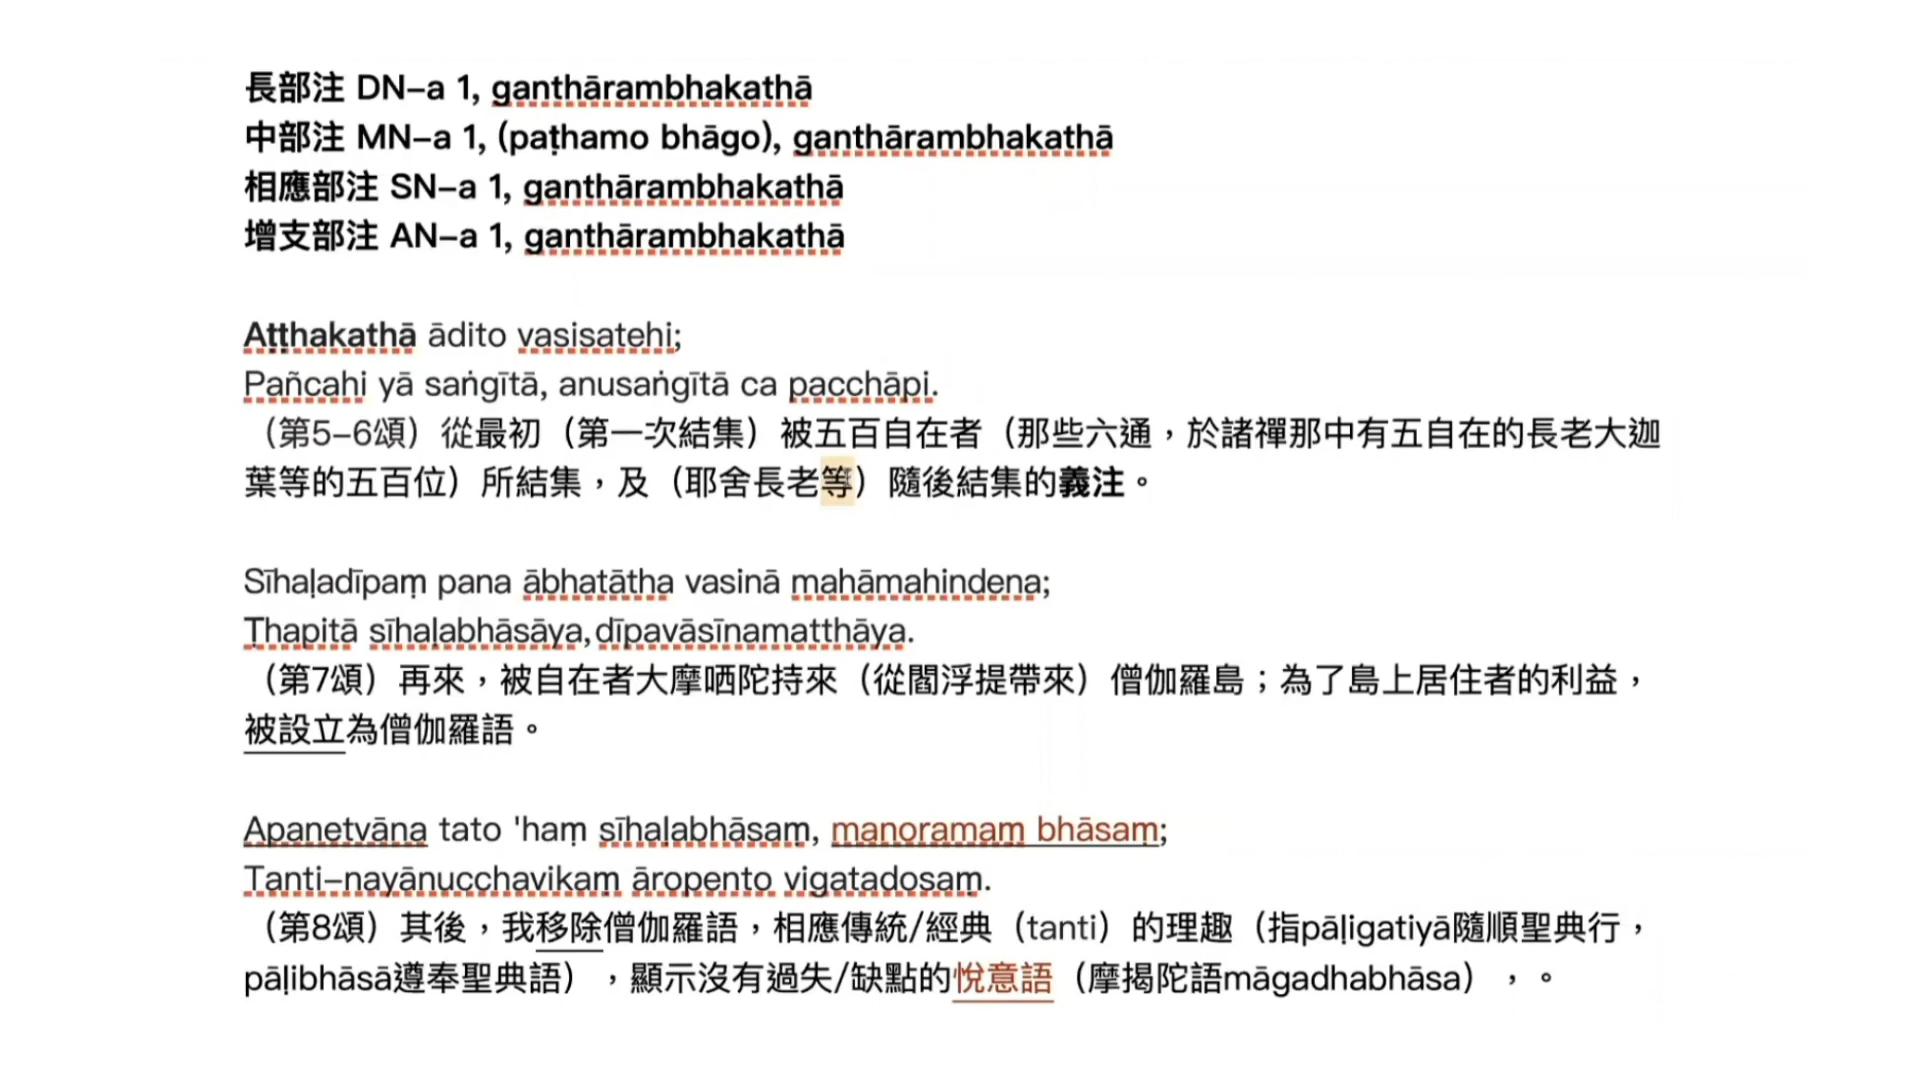 長部注 DN–a 1, ganthārambhakathā
中部注 MN–a 1, (paṭhamo bhāgo), ganthārambhakathā
相應部注 SN–a 1, ganthārambhakathā
增支部注 AN–a 1, ganthārambhakathā
Aṭṭhakathā ādito vasisatehi;
Pañcahi yā saṅgītā, anusaṅgītā ca pacchāpi.
（第5–6頌）從最初（第一次結集）被五百自在者（那些六通，於諸禪那中有五自在的長老大迦
葉等的五百位）所結集，及（耶舍長老等）隨後結集的義注。
Sīhaḷadīpaṃ pana ābhatātha vasinā mahāmahindena;
Ṭhapitā sīhaḷabhāsāya, dīpavāsīnamatthāya.
（第7頌）再來，被自在者大摩哂陀持來（從閻浮提帶來）僧伽羅島；為了島上居住者的利益，
被設立為僧伽羅語。
Apanetvāna tato 'haṃ sīhaḷabhāsaṃ, manoramaṃ bhāsaṃ;
Tanti–nayānucchavikaṃ āropento vigatadosaṃ.
（第8頌）其後，我移除僧伽羅語，相應傳統/經典（tanti）的理趣（指pāḷigatiyā隨順聖典行，
pāḷibhāsā遵奉聖典語），顯示沒有過失/缺點的悅意語（摩揭陀語māgadhabhāsa），。